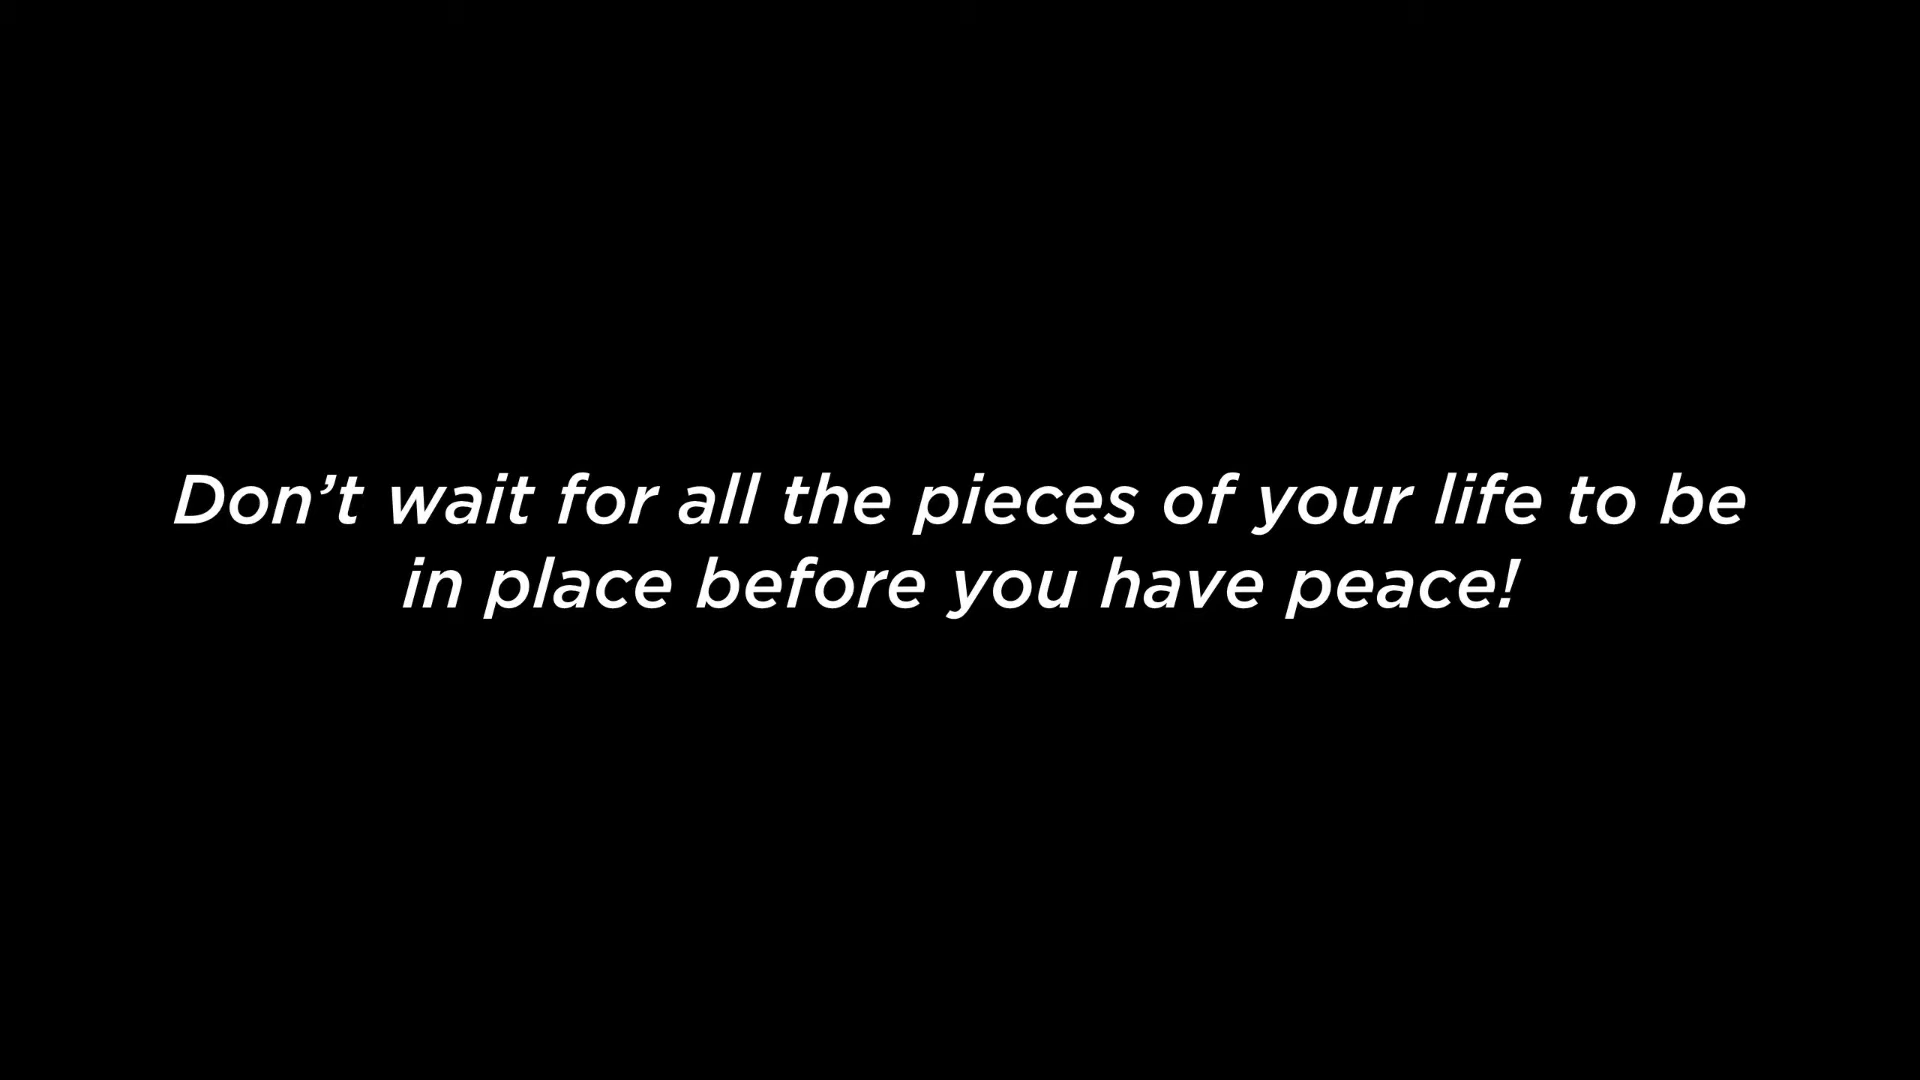 Don’t wait for all the pieces of your life to be
in place before you have peace!